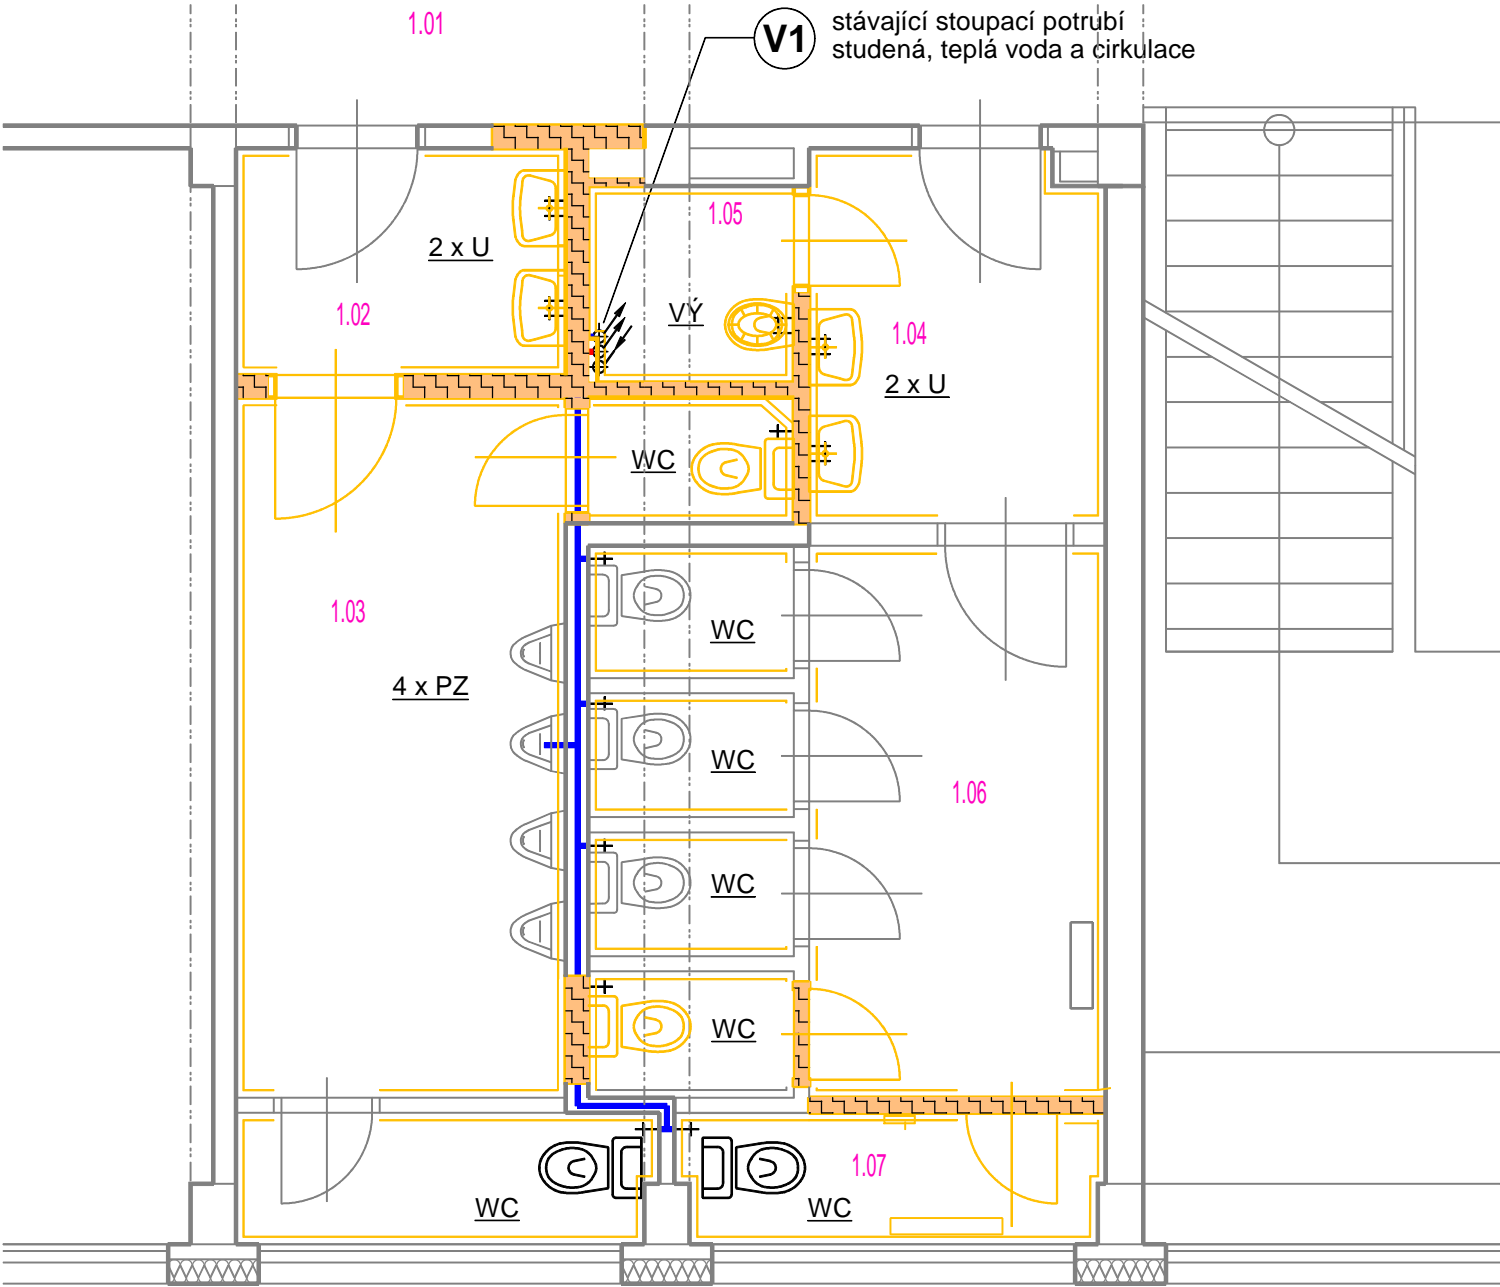 1.01
V1
stávající stoupací potrubí
studená, teplá voda a cirkulace
1.05
2 x U
1.02
VÝ
1.04
2 x U
WC
1.03
WC
4 x PZ
WC
1.06
WC
WC
1.07
WC
WC